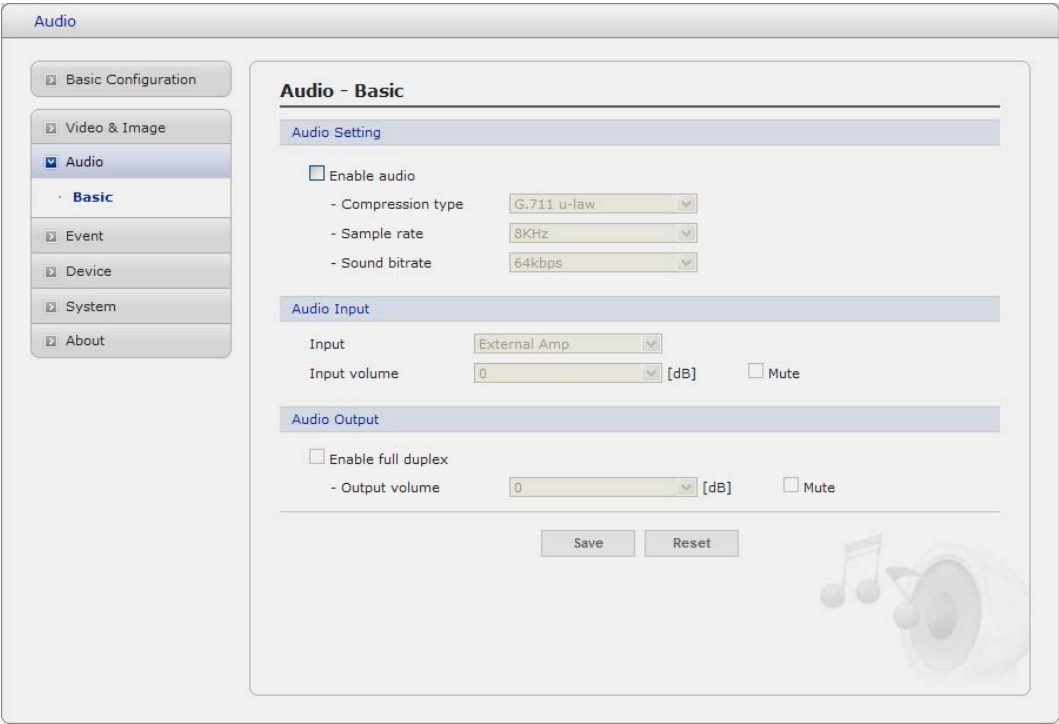 Audio
Basic Configuration
Video & Image
Audio
· Basic
Event
Device
System
About
Audio - Basic
Audio Setting
Enable audio
- Compression type G.711 u-law
- Sample rate 8KHz
- Sound bitrate 64kbps
Audio Input
Input External Amp
Input volume 0 [dB] Mute
Audio Output
Enable full duplex
- Output volume 0 [dB] Mute
Save Reset